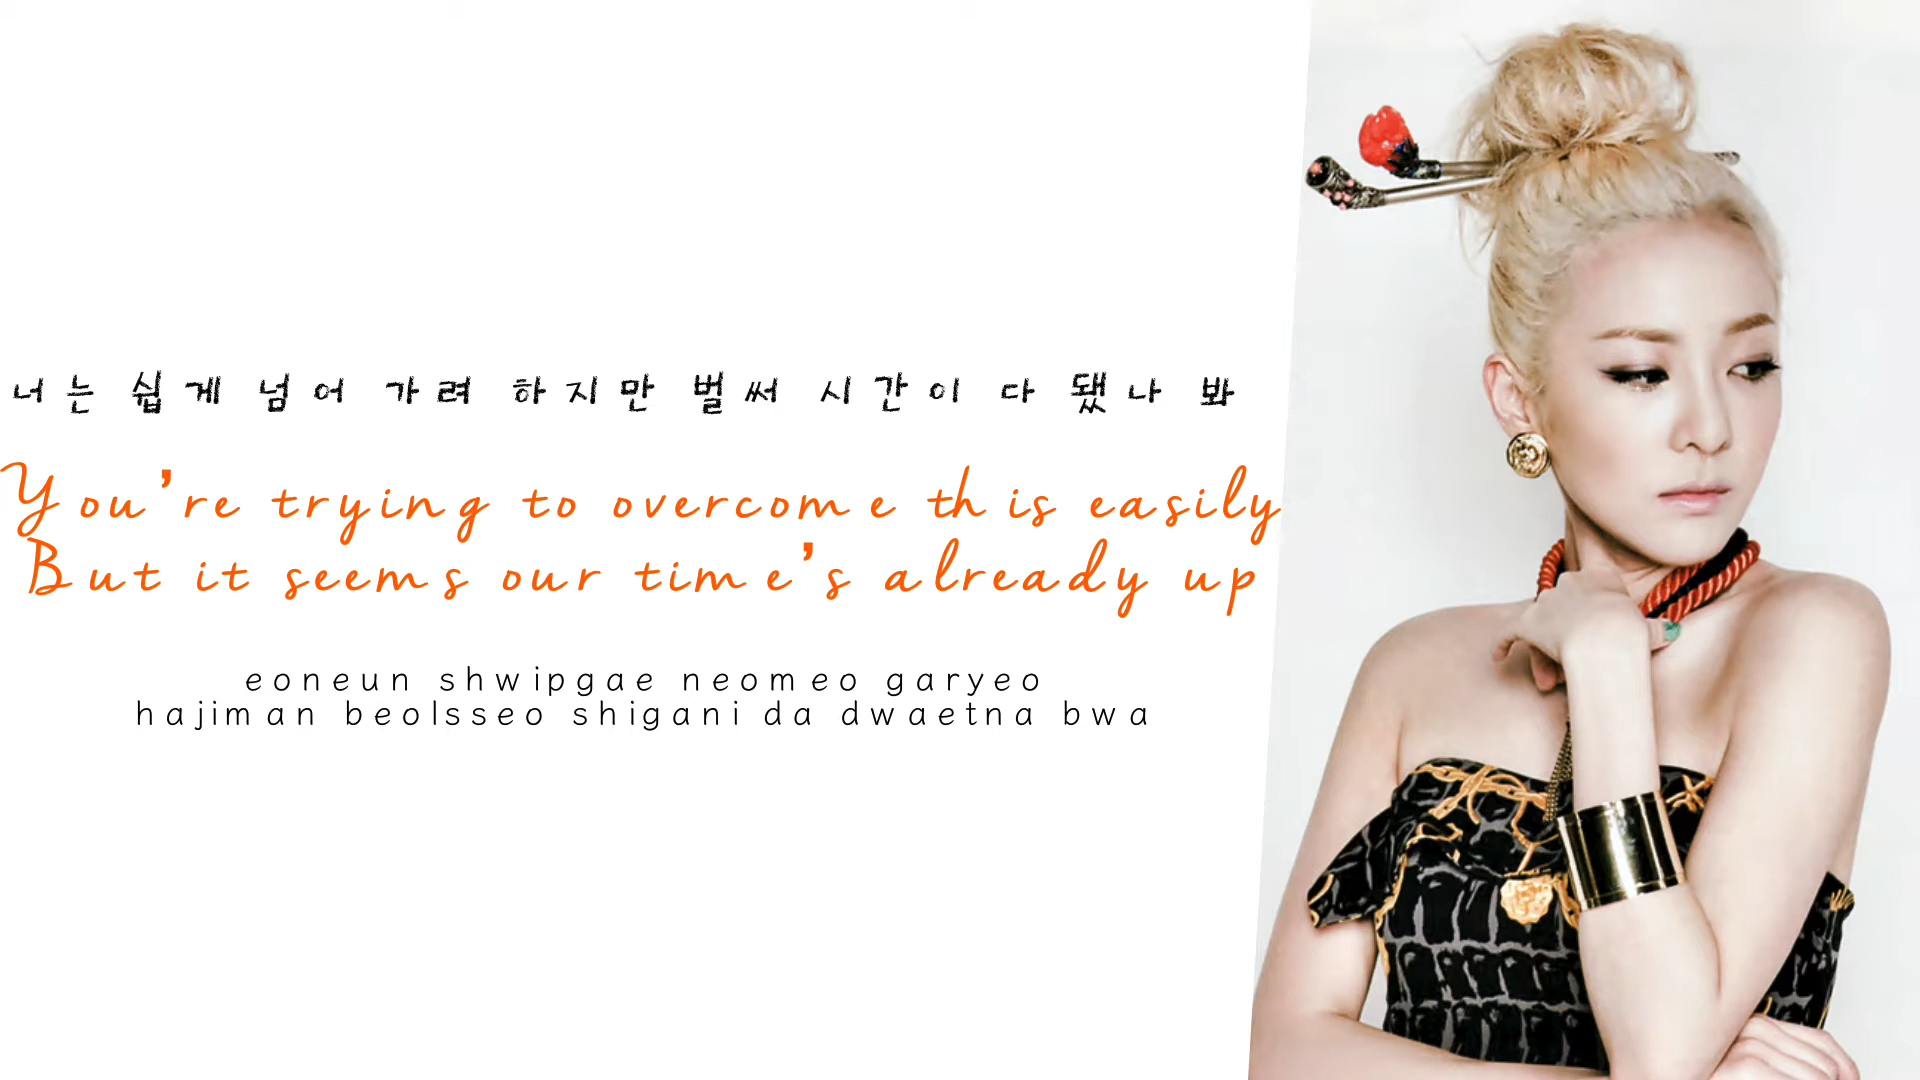 너는 쉽게 넘어 가려 하지만 벌써 시간이 다 됐나 봐
You're trying to overcome this easily
But it seems our time's already up
eoneun shwipgae neomeo garyeo
hajiman beolsseo shigani da dwaetna bwa